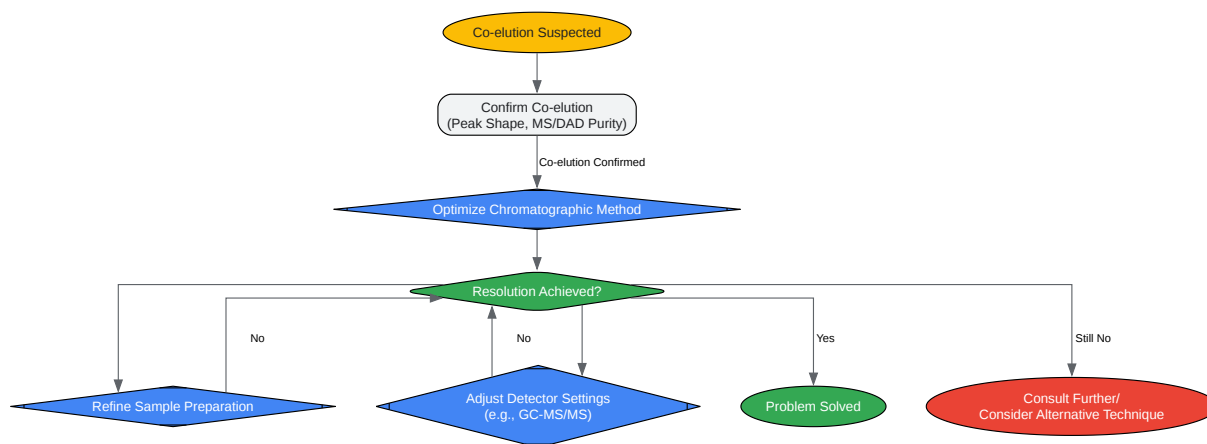 Co-elution Suspected
Confirm Co-elution
(Peak Shape, MS/DAD Purity)
Co-elution Confirmed
Optimize Chromatographic Method
Resolution Achieved?
No
No
Yes
Still No
Refine Sample Preparation
Adjust Detector Settings
(e.g., GC-MS/MS)
Problem Solved
Consult Further/
Consider Alternative Technique